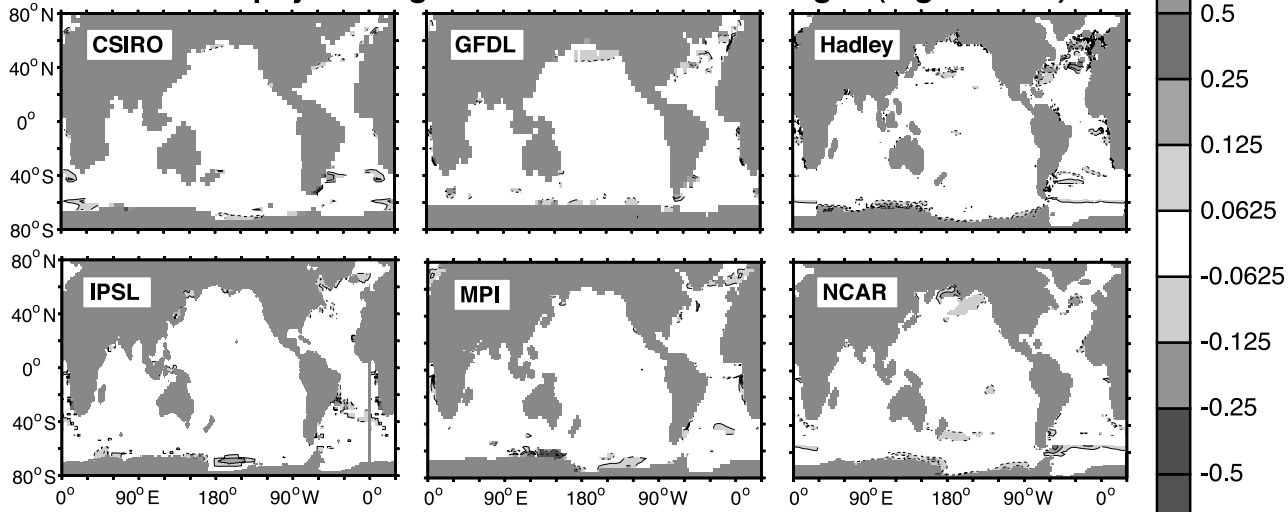 80° N
40° N
0°
40° S
80° S
CSIRO
GFDL
Hadley
80° N
40° N
0°
40° S
80° S
IPSL
MPI
NCAR
0° 90° E 180° 90° W 0°
0° 90° E 180° 90° W 0°
0° 90° E 180° 90° W 0°
0.5
0.25
0.125
0.0625
-0.0625
-0.125
-0.25
-0.5